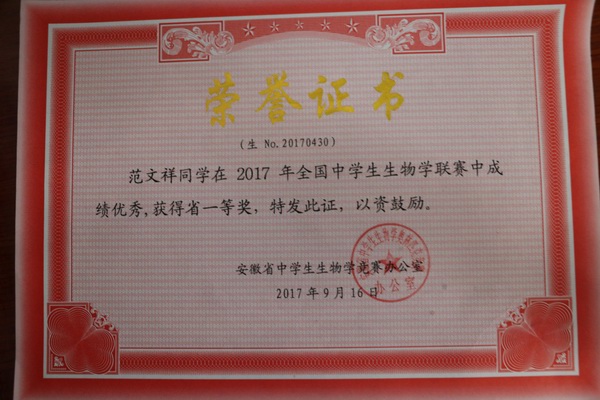 荣誉证书
（生 No. 20170430）
范文祥同学在 2017 年全国中学生生物学联赛中成
绩优秀,获得省一等奖，特发此证，以资鼓励。
安徽省中学生生物学竞赛办公室
2017 年 9 月 16 日
办公室